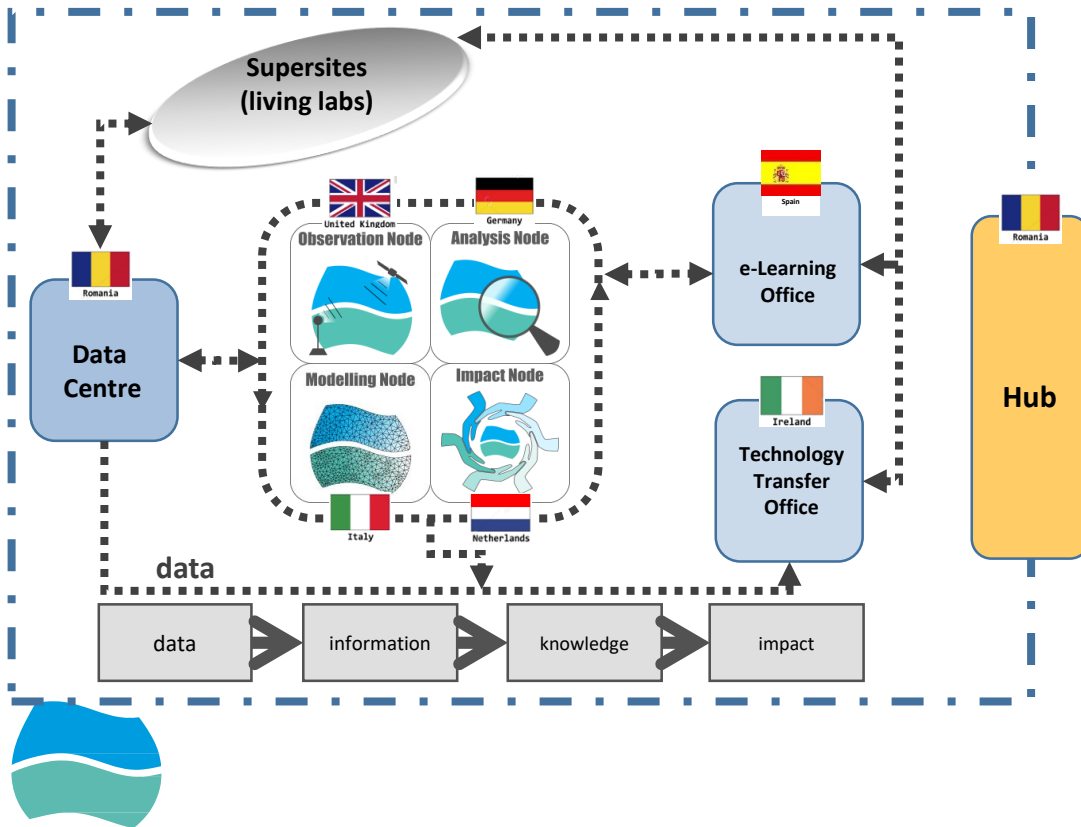 Supersites
(living labs)
United Kingdom
Germany
Spain
Romania
Observation Node
Analysis Node
e-Learning
Office
Romania
Data
Centre
Modelling Node
Impact Node
Hub
Ireland
Technology
Transfer
Office
Italy
Netherlands
data
data
information
knowledge
impact